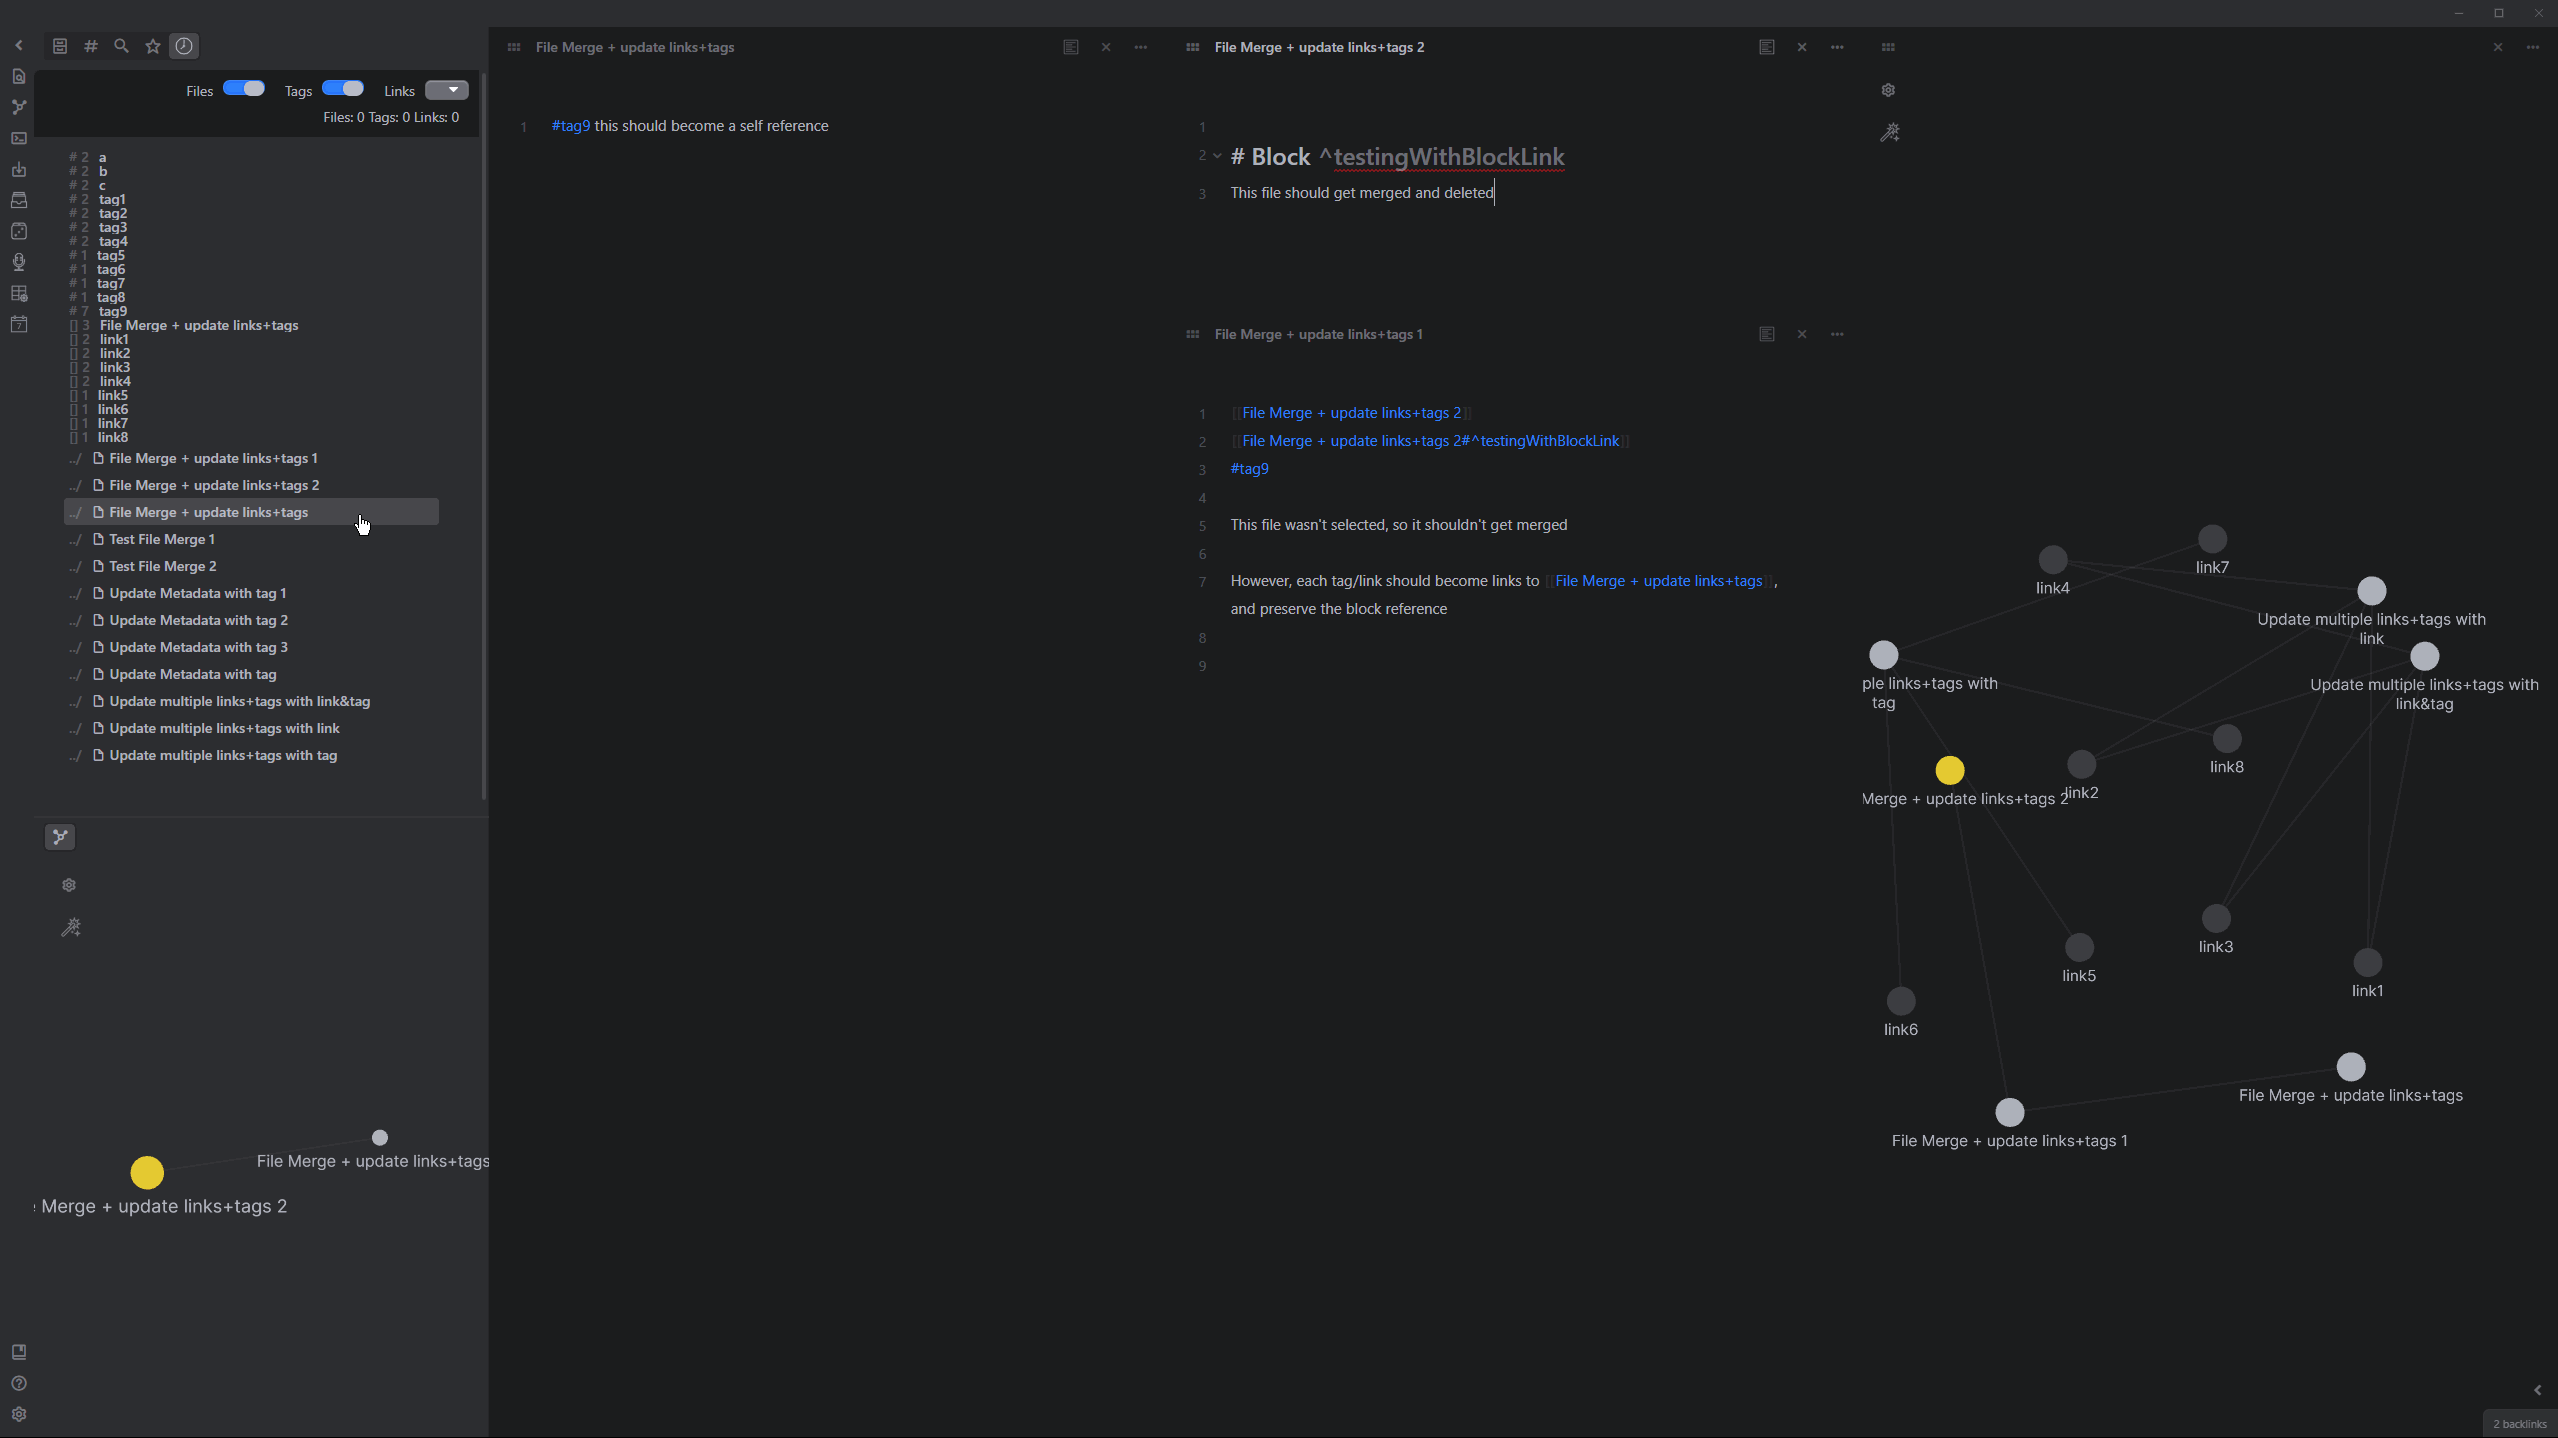 Files Tags Links
Files: 0 Tags: 0 Links: 0
# 2 a
# 2 b
# 2 c
# 2 tag1
# 2 tag2
# 2 tag3
# 2 tag4
# 1 tag5
# 1 tag6
# 1 tag7
# 1 tag8
# 7 tag9
[] 3 File Merge + update links+tags
[] 2 link1
[] 2 link2
[] 2 link3
[] 2 link4
[] 1 link5
[] 1 link6
[] 1 link7
[] 1 link8
../ File Merge + update links+tags 1
../ File Merge + update links+tags 2
../ File Merge + update links+tags
../ Test File Merge 1
../ Test File Merge 2
../ Update Metadata with tag 1
../ Update Metadata with tag 2
../ Update Metadata with tag 3
../ Update Metadata with tag
../ Update multiple links+tags with link&tag
../ Update multiple links+tags with link
../ Update multiple links+tags with tag
File Merge + update links+tags
Merge + update links+tags 2
File Merge + update links+tags
1 #tag9 this should become a self reference
File Merge + update links+tags 2
1
2 # Block ^testingWithBlockLink
3 This file should get merged and deleted
File Merge + update links+tags 1
1 [[File Merge + update links+tags 2]]
2 [[File Merge + update links+tags 2#^testingWithBlockLink]]
3 #tag9
4
5 This file wasn't selected, so it shouldn't get merged
6
7 However, each tag/link should become links to [[File Merge + update links+tags]],
and preserve the block reference
8
9
link7
link4
Update multiple links+tags with
link
ple links+tags with
tag
Update multiple links+tags with
link&tag
link8
link2
Merge + update links+tags 2
link3
link5
link1
link6
File Merge + update links+tags
File Merge + update links+tags 1
2 backlinks
7